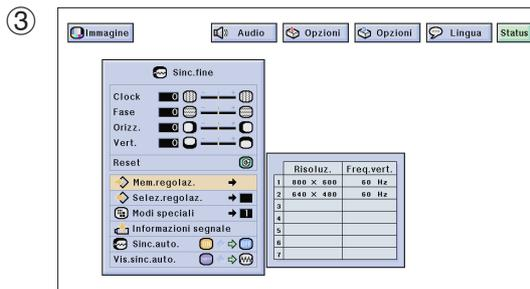 3
Immagine Audio Opzioni Opzioni Lingua Status
Sinc.fine
Clock 0
Fase 0
Orizz. 0
Vert. 0
Reset
Mem.regolaz.
Selez.regolaz.
Modi speciali 1
Informazioni segnale
Sinc.auto.
Vis.sinc.auto.
Risoluz. Freq.vert.
1 800 × 600 60 Hz
2 640 × 480 60 Hz
3
4
5
6
7